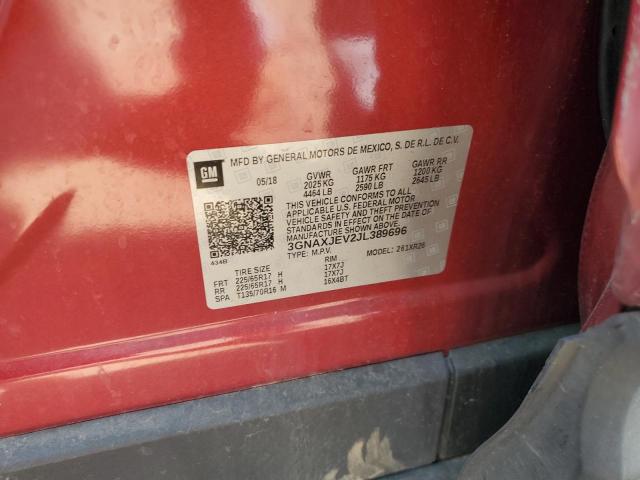 MFD BY GENERAL MOTORS DE MEXICO, S. DE R.L. DE C.V.
GM
05/18 GVWR GAWR FRT GAWR RR
2025 KG 1175 KG 1200 KG
4464 LB 2590 LB 2645 LB
THIS VEHICLE CONFORMS TO ALL
APPLICABLE U.S. FEDERAL MOTOR
VEHICLE SAFETY AND THEFT PREVENTION
STANDARDS IN EFFECT ON THE DATE OF
MANUFACTURE SHOWN ABOVE.
3GNAXJEV2JL389696
TYPE: M.P.V. MODEL: 261XR26
434B
TIRE SIZE RIM
FRT 225/65R17 H 17X7J
RR 225/65R17 H 17X7J
SPA T135/70R16 M 16X4BT